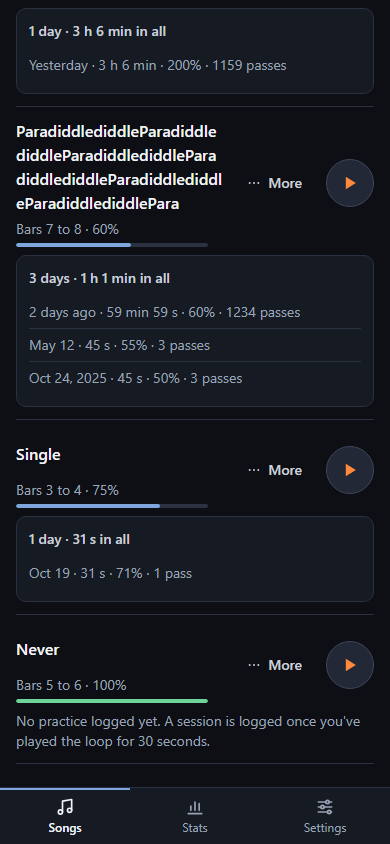 1 day · 3 h 6 min in all
Yesterday · 3 h 6 min · 200% · 1159 passes
ParadiddlediddleParadiddle
diddleParadiddlediddlePara
diddlediddleParadiddlediddl
eParadiddlediddlePara
··· More
Bars 7 to 8 · 60%
3 days · 1 h 1 min in all
2 days ago · 59 min 59 s · 60% · 1234 passes
May 12 · 45 s · 55% · 3 passes
Oct 24, 2025 · 45 s · 50% · 3 passes
Single
··· More
Bars 3 to 4 · 75%
1 day · 31 s in all
Oct 19 · 31 s · 71% · 1 pass
Never
··· More
Bars 5 to 6 · 100%
No practice logged yet. A session is logged once you've
played the loop for 30 seconds.
Songs
Stats
Settings